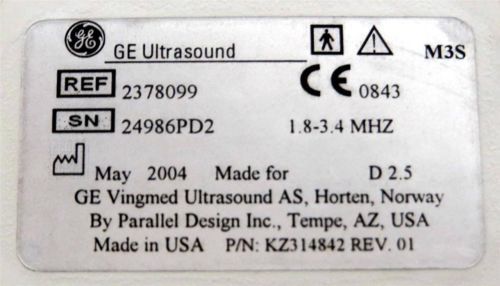 GE GE Ultrasound M3S
REF 2378099 CE 0843
SN 24986PD2 1.8-3.4 MHZ
May 2004 Made for D 2.5
GE Vingmed Ultrasound AS, Horten, Norway
By Parallel Design Inc., Tempe, AZ, USA
Made in USA P/N: KZ314842 REV. 01